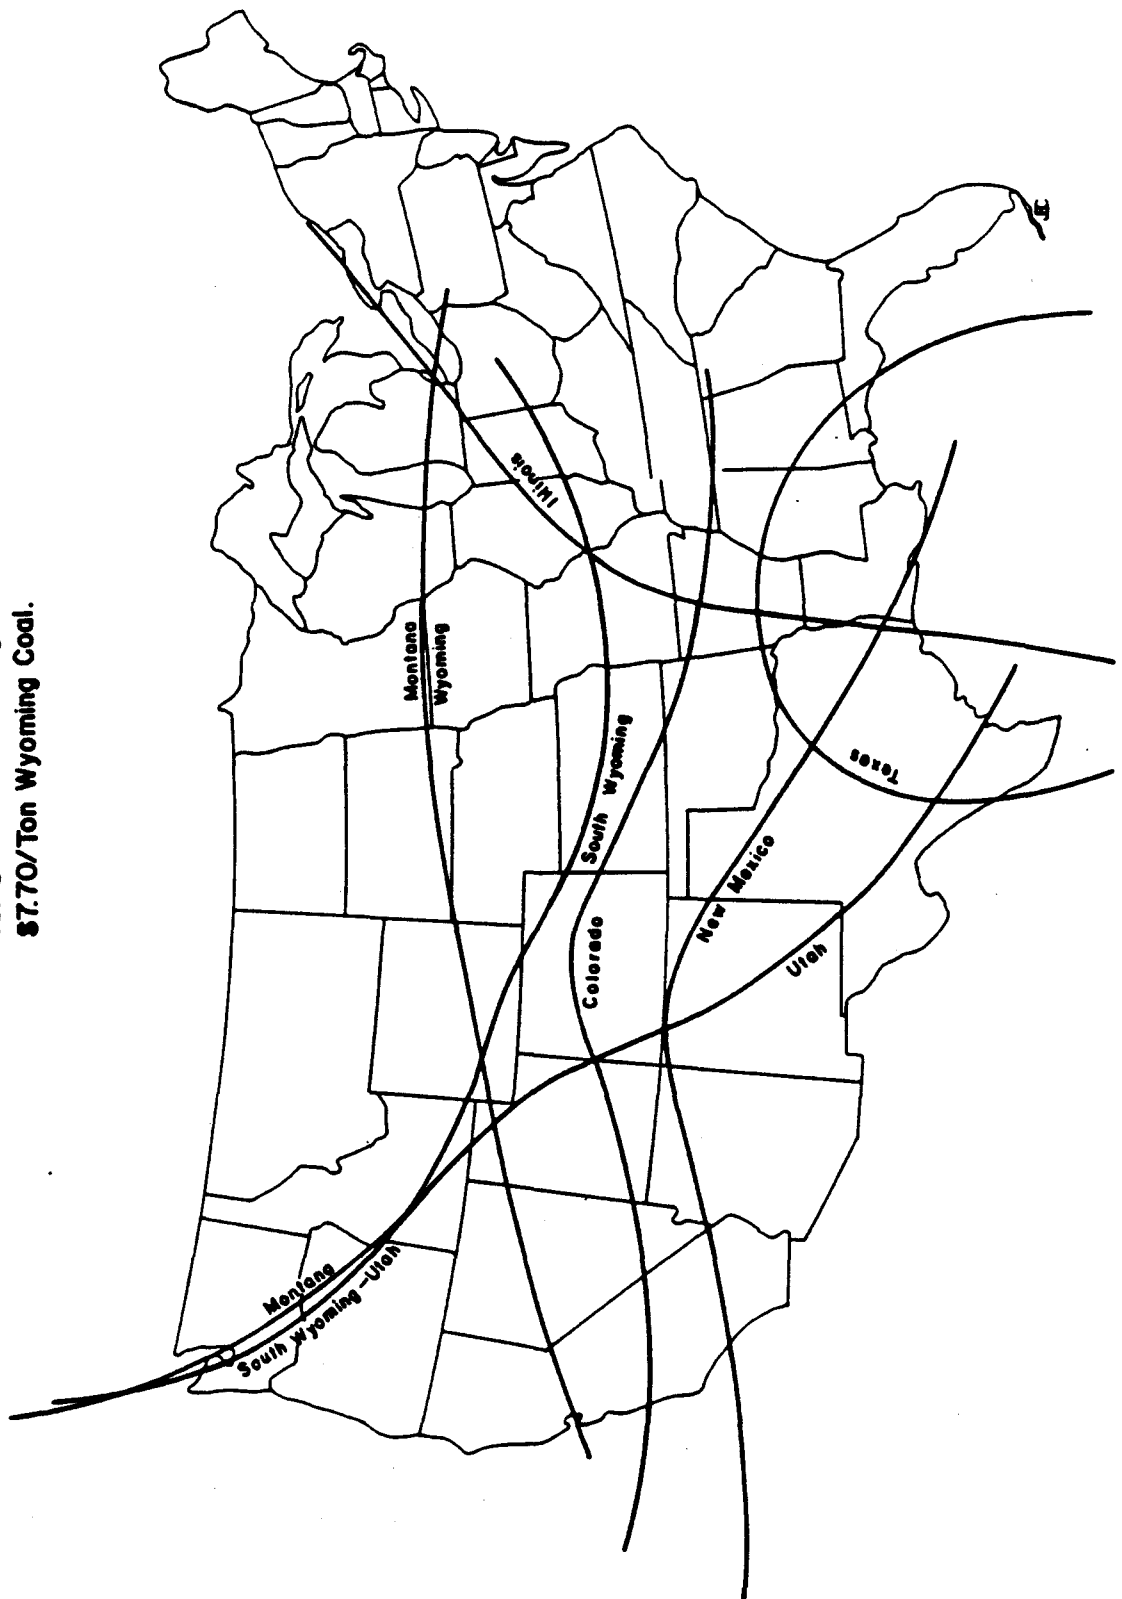 $7.70/Ton Wyoming Coal.
Montana
South Wyoming–Utah
Montana
Wyoming
Illinois
South Wyoming
Colorado
New Mexico
Utah
Texas